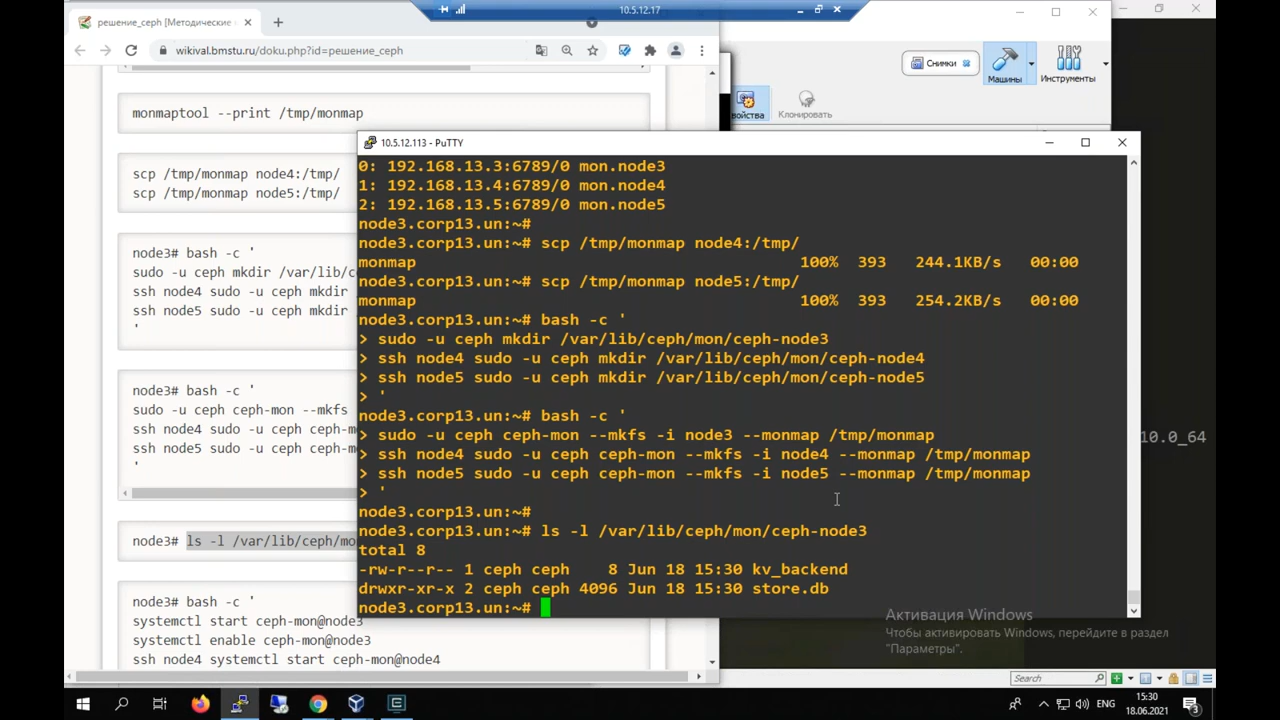 решение_ceph [Методические
10.5.12.17
wikival.bmstu.ru/doku.php?id=решение_ceph
Снимки
Машины
Инструменты
войства
Клонировать
monmaptool --print /tmp/monmap
scp /tmp/monmap node4:/tmp/
scp /tmp/monmap node5:/tmp/
node3# bash -c '
sudo -u ceph mkdir /var/lib/c
ssh node4 sudo -u ceph mkdir
ssh node5 sudo -u ceph mkdir
'
node3# bash -c '
sudo -u ceph ceph-mon --mkfs
ssh node4 sudo -u ceph ceph-m
ssh node5 sudo -u ceph ceph-m
'
node3# ls -l /var/lib/ceph/mo
node3# bash -c '
systemctl start ceph-mon@node3
systemctl enable ceph-mon@node3
ssh node4 systemctl start ceph-mon@node4
10.5.12.113 - PuTTY
0: 192.168.13.3:6789/0 mon.node3
1: 192.168.13.4:6789/0 mon.node4
2: 192.168.13.5:6789/0 mon.node5
node3.corp13.un:~#
node3.corp13.un:~# scp /tmp/monmap node4:/tmp/
monmap 100% 393 244.1KB/s 00:00
node3.corp13.un:~# scp /tmp/monmap node5:/tmp/
monmap 100% 393 254.2KB/s 00:00
node3.corp13.un:~# bash -c '
> sudo -u ceph mkdir /var/lib/ceph/mon/ceph-node3
> ssh node4 sudo -u ceph mkdir /var/lib/ceph/mon/ceph-node4
> ssh node5 sudo -u ceph mkdir /var/lib/ceph/mon/ceph-node5
> '
node3.corp13.un:~# bash -c '
> sudo -u ceph ceph-mon --mkfs -i node3 --monmap /tmp/monmap
> ssh node4 sudo -u ceph ceph-mon --mkfs -i node4 --monmap /tmp/monmap
> ssh node5 sudo -u ceph ceph-mon --mkfs -i node5 --monmap /tmp/monmap
> '
node3.corp13.un:~#
node3.corp13.un:~# ls -l /var/lib/ceph/mon/ceph-node3
total 8
-rw-r--r-- 1 ceph ceph 8 Jun 18 15:30 kv_backend
drwxr-xr-x 2 ceph ceph 4096 Jun 18 15:30 store.db
node3.corp13.un:~#
10.0_64
Активация Windows
Чтобы активировать Windows, перейдите в раздел
"Параметры".
Search
ENG
15:30
18.06.2021
3